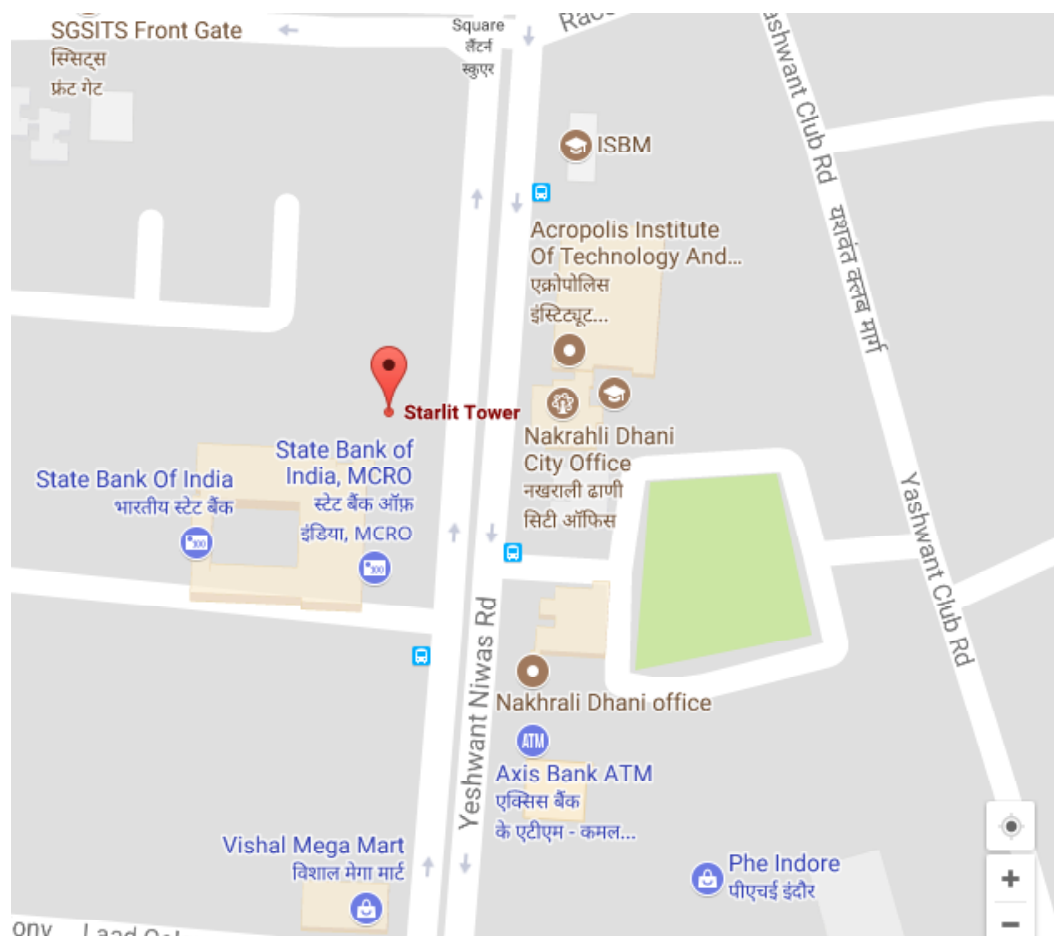 SGSITS Front Gate
स्गिसट्स
फ्रंट गेट
Square
लैंटर्न
स्कुएर
Yashwant Club Rd
यशवंत क्लब मार्ग
ISBM
Acropolis Institute
Of Technology And...
एक्रोपोलिस
इंस्टिट्यूट...
Starlit Tower
Nakrahli Dhani
City Office
नखराली ढाणी
सिटी ऑफिस
State Bank of
India, MCRO
स्टेट बैंक ऑफ़
इंडिया, MCRO
State Bank Of India
भारतीय स्टेट बैंक
Yashwant Club Rd
Yeshwant Niwas Rd
Nakhrali Dhani office
ATM
Axis Bank ATM
एक्सिस बैंक
के एटीएम - कमल...
Vishal Mega Mart
विशाल मेगा मार्ट
Phe Indore
पीएचई इंदौर